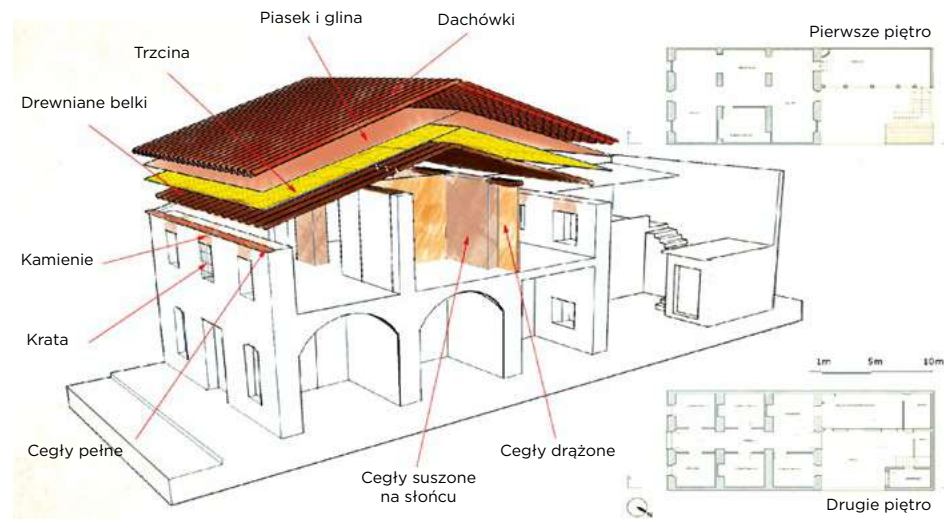 Piasek i glina
Dachówki
Pierwsze piętro
Trzcina
Drewniane belki
Kamienie
Krata
1m 5m 10m
Cegły pełne
Cegły drążone
Cegły suszone
na słońcu
Drugie piętro